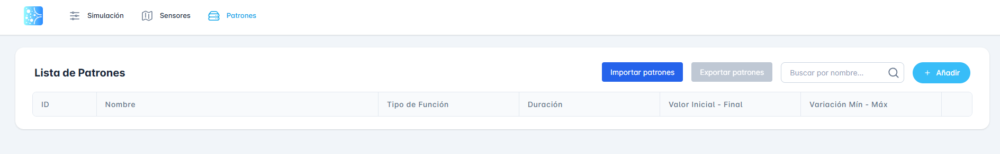 Simulación Sensores Patrones
Lista de Patrones Importar patrones Exportar patrones Buscar por nombre... + Añadir
ID Nombre Tipo de Función Duración Valor Inicial - Final Variación Mín - Máx